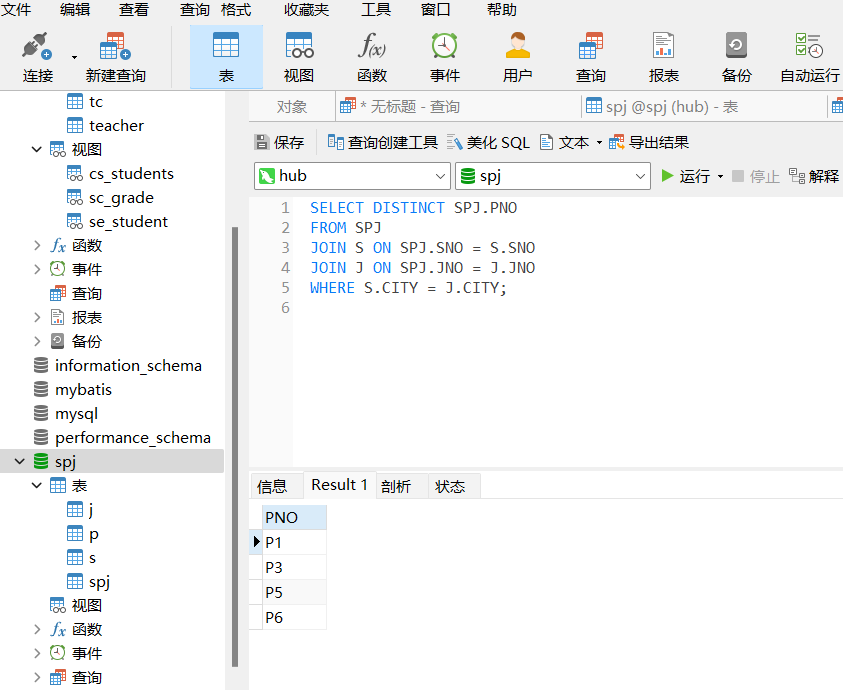 文件 编辑 查看 查询 格式 收藏夹 工具 窗口 帮助
连接 新建查询 表 视图 函数 事件 用户 查询 报表 备份 自动运行
tc
teacher
视图
cs_students
sc_grade
se_student
函数
事件
查询
报表
备份
information_schema
mybatis
mysql
performance_schema
spj
表
j
p
s
spj
视图
函数
事件
查询
对象 * 无标题 - 查询 spj @spj (hub) - 表
保存 查询创建工具 美化 SQL 文本 导出结果
hub spj 运行 停止 解释
1 SELECT DISTINCT SPJ.PNO
2 FROM SPJ
3 JOIN S ON SPJ.SNO = S.SNO
4 JOIN J ON SPJ.JNO = J.JNO
5 WHERE S.CITY = J.CITY;
6
信息 Result 1 剖析 状态
PNO
P1
P3
P5
P6